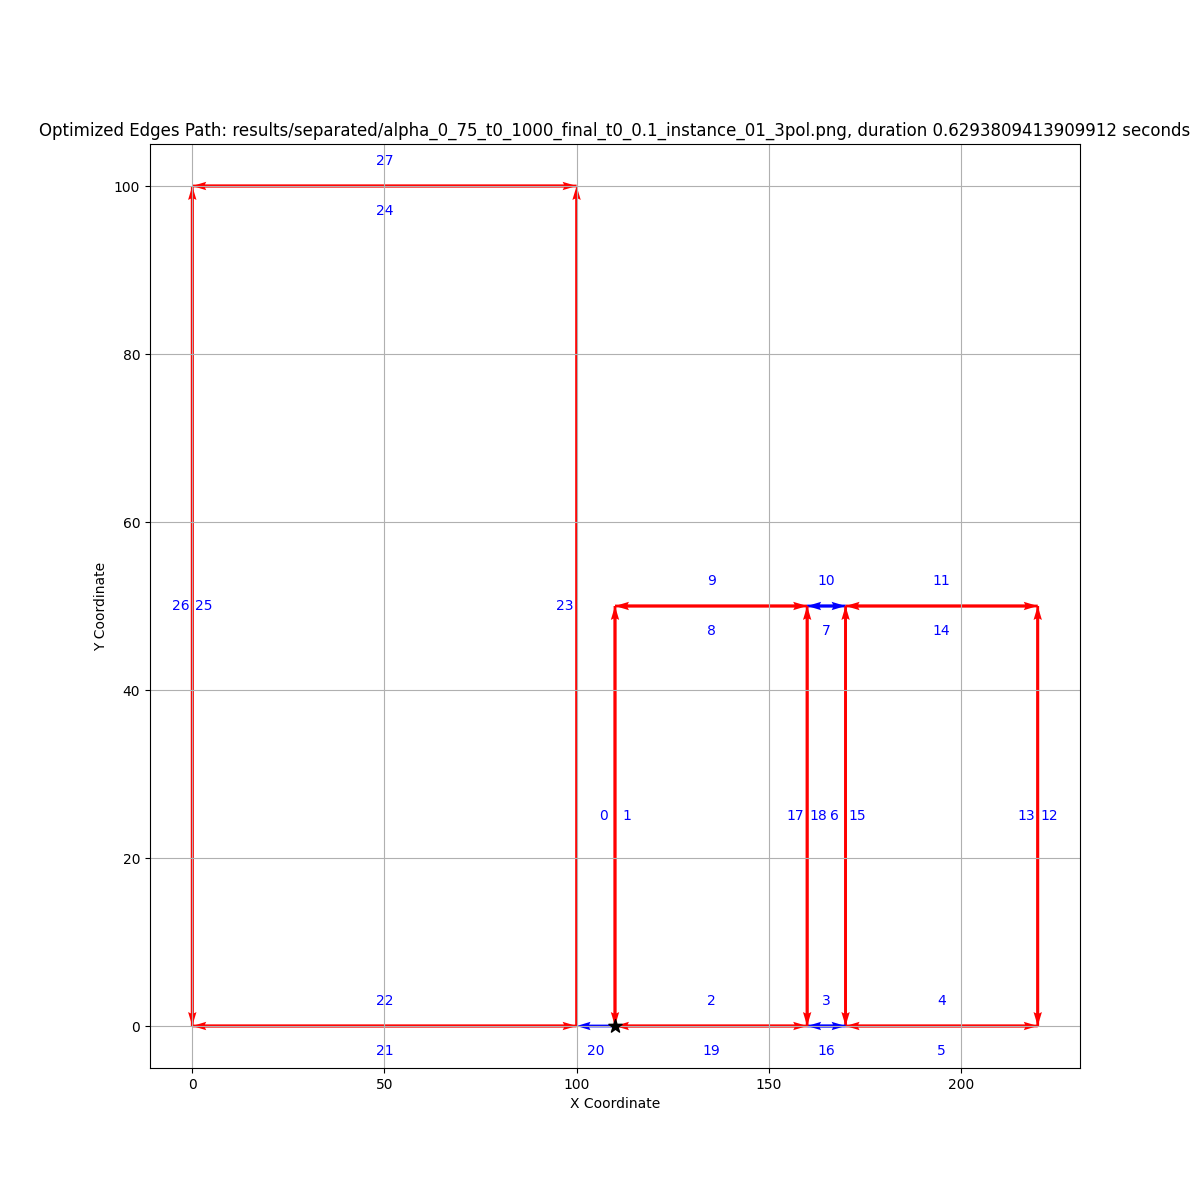 Optimized Edges Path: results/separated/alpha_0_75_t0_1000_final_t0_0.1_instance_01_3pol.png, duration 0.6293809413909912 seconds
27
100
24
80
60
9 10 11
26 25 23
8 7 14
Y Coordinate
40
0 1 17 18 6 15 13 12
20
22 2 3 4
0
21 20 19 16 5
0 50 100 150 200
X Coordinate